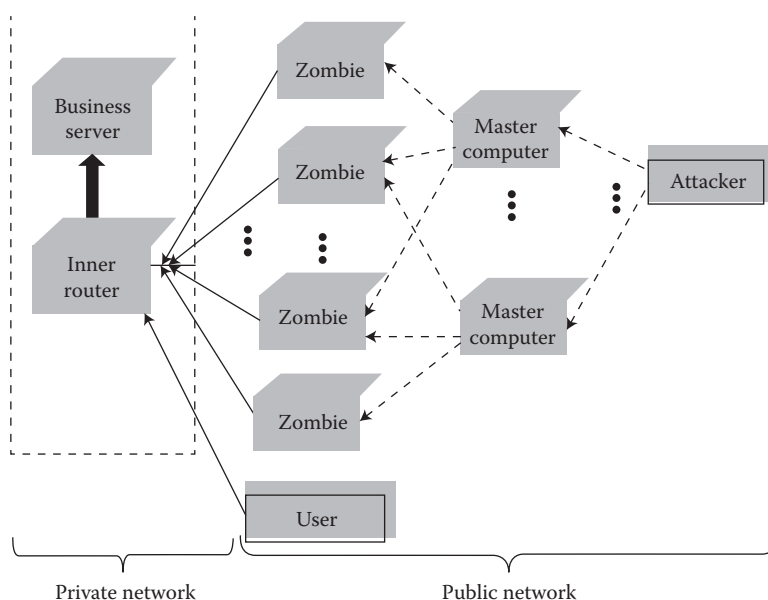 Business
server
Inner
router
Zombie
Zombie
Zombie
Zombie
Master
computer
Master
computer
Attacker
User
Private network
Public network